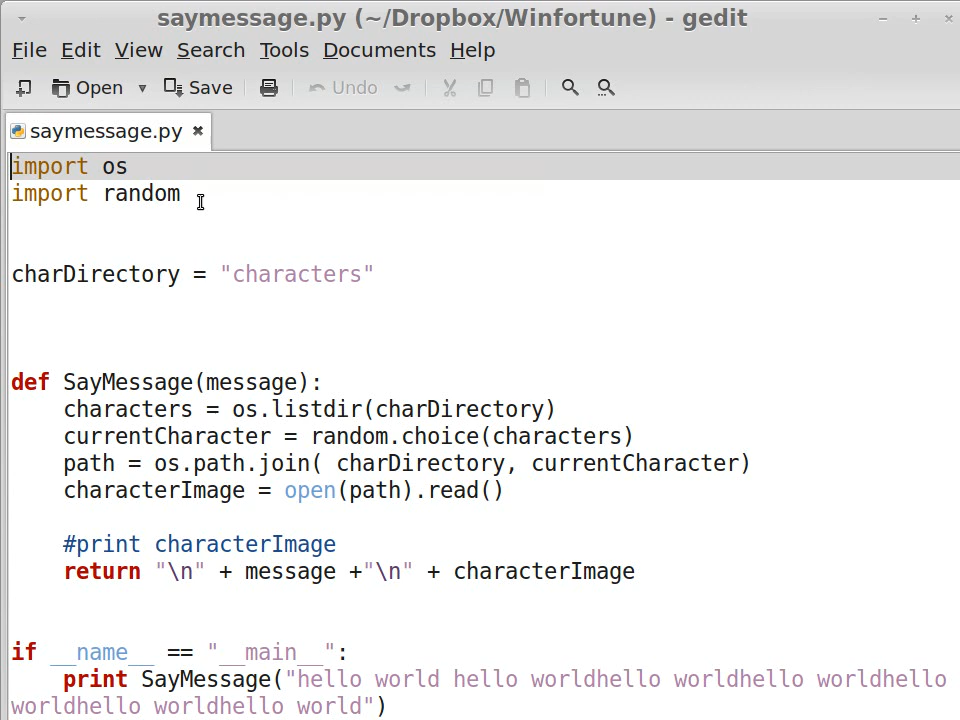 saymessage.py (~/Dropbox/Winfortune) - gedit
File Edit View Search Tools Documents Help
Open Save Undo
saymessage.py
import os
import random
charDirectory = "characters"
def SayMessage(message):
    characters = os.listdir(charDirectory)
    currentCharacter = random.choice(characters)
    path = os.path.join( charDirectory, currentCharacter)
    characterImage = open(path).read()
    #print characterImage
    return "\n" + message +"\n" + characterImage
if __name__ == "__main__":
    print SayMessage("hello world hello worldhello worldhello worldhello
worldhello worldhello world")